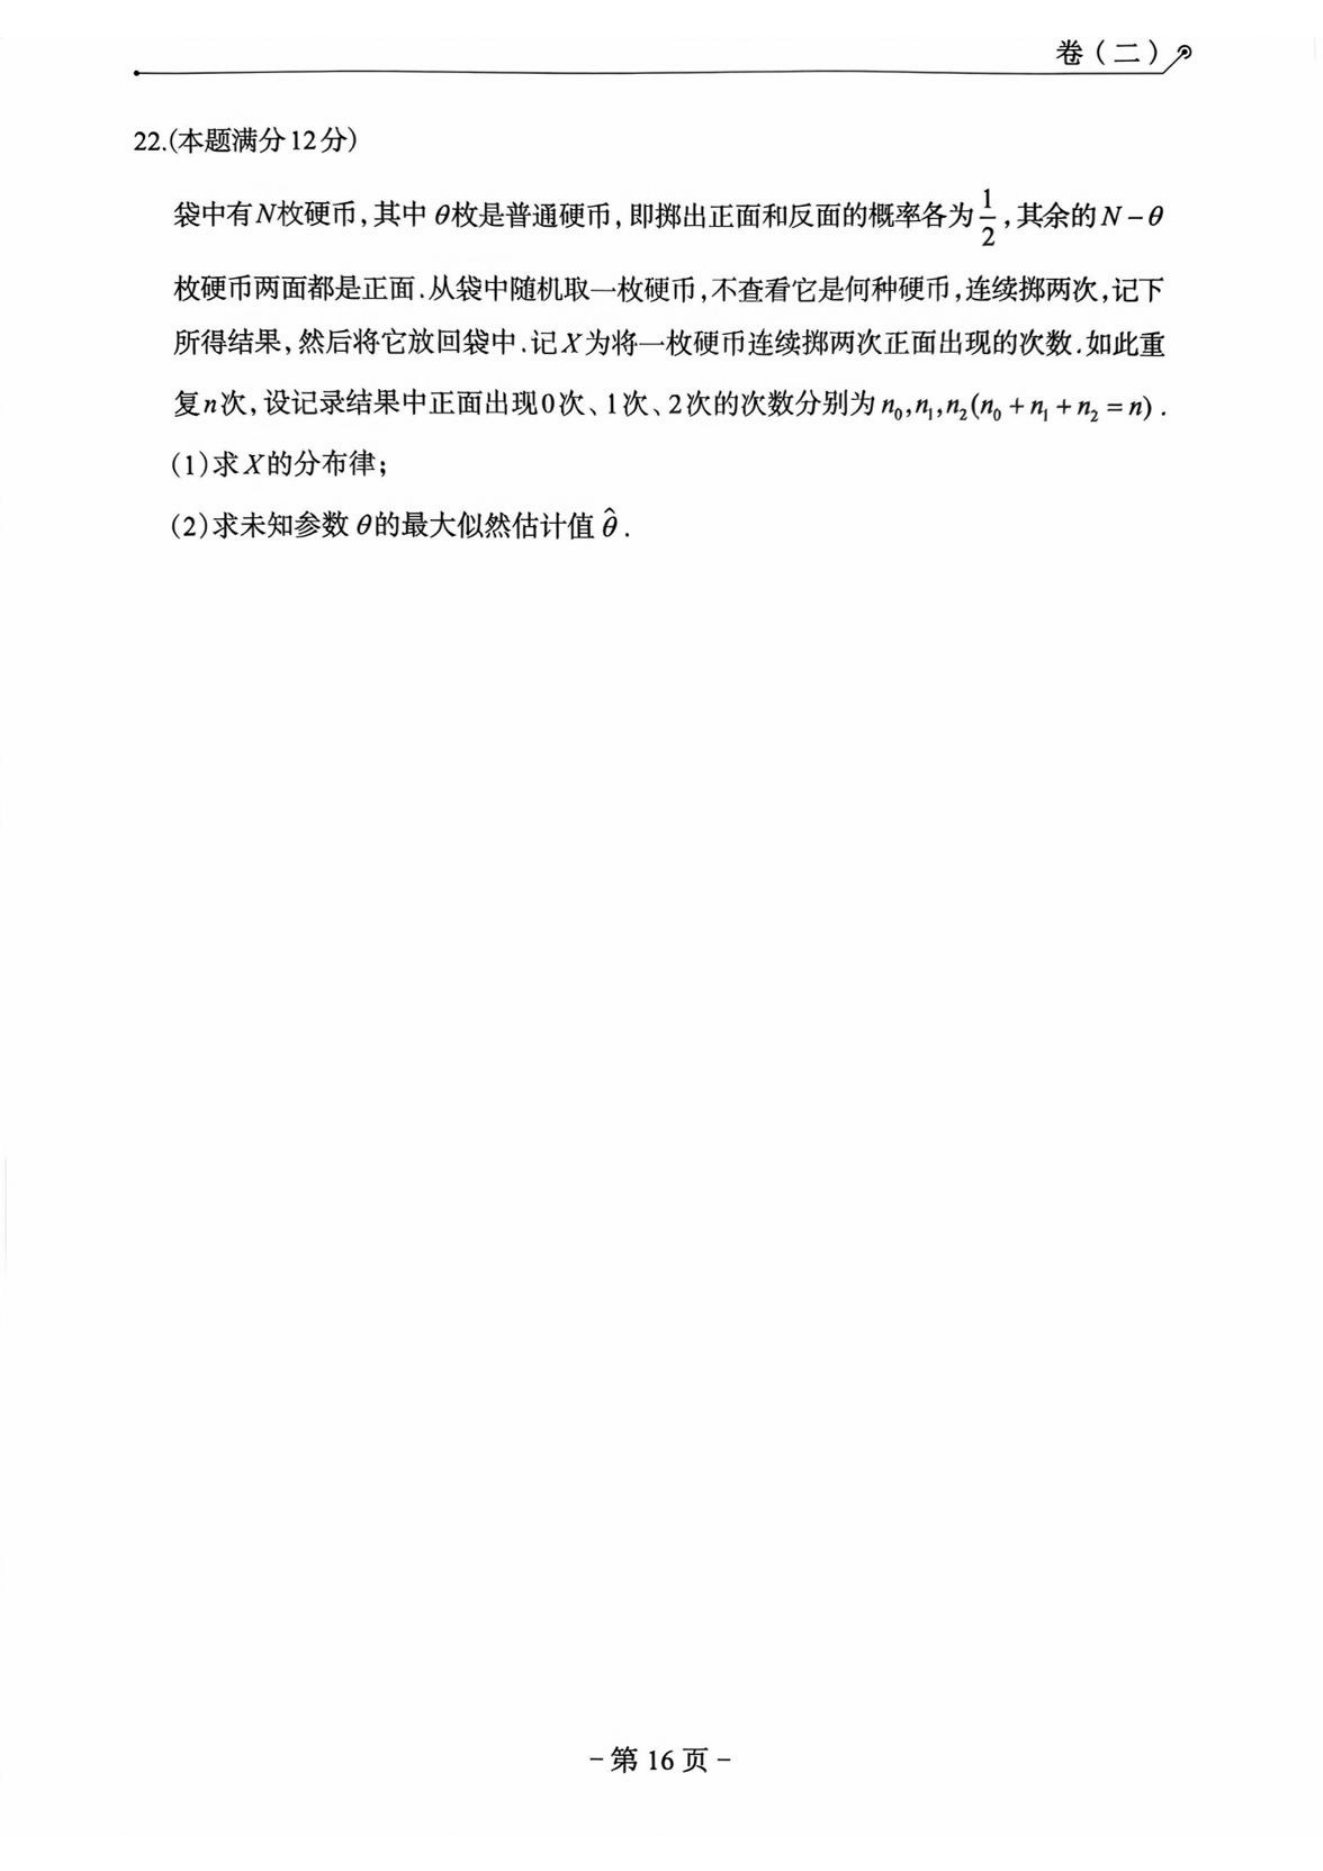 卷（二）
22.(本题满分12分)
袋中有N枚硬币,其中θ枚是普通硬币,即掷出正面和反面的概率各为1/2,其余的N－θ
枚硬币两面都是正面.从袋中随机取一枚硬币,不查看它是何种硬币,连续掷两次,记下
所得结果,然后将它放回袋中.记X为将一枚硬币连续掷两次正面出现的次数.如此重
复n次,设记录结果中正面出现0次、1次、2次的次数分别为n₀,n₁,n₂(n₀+n₁+n₂=n).
(1)求X的分布律;
(2)求未知参数θ的最大似然估计值θ̂.
－第 16 页－